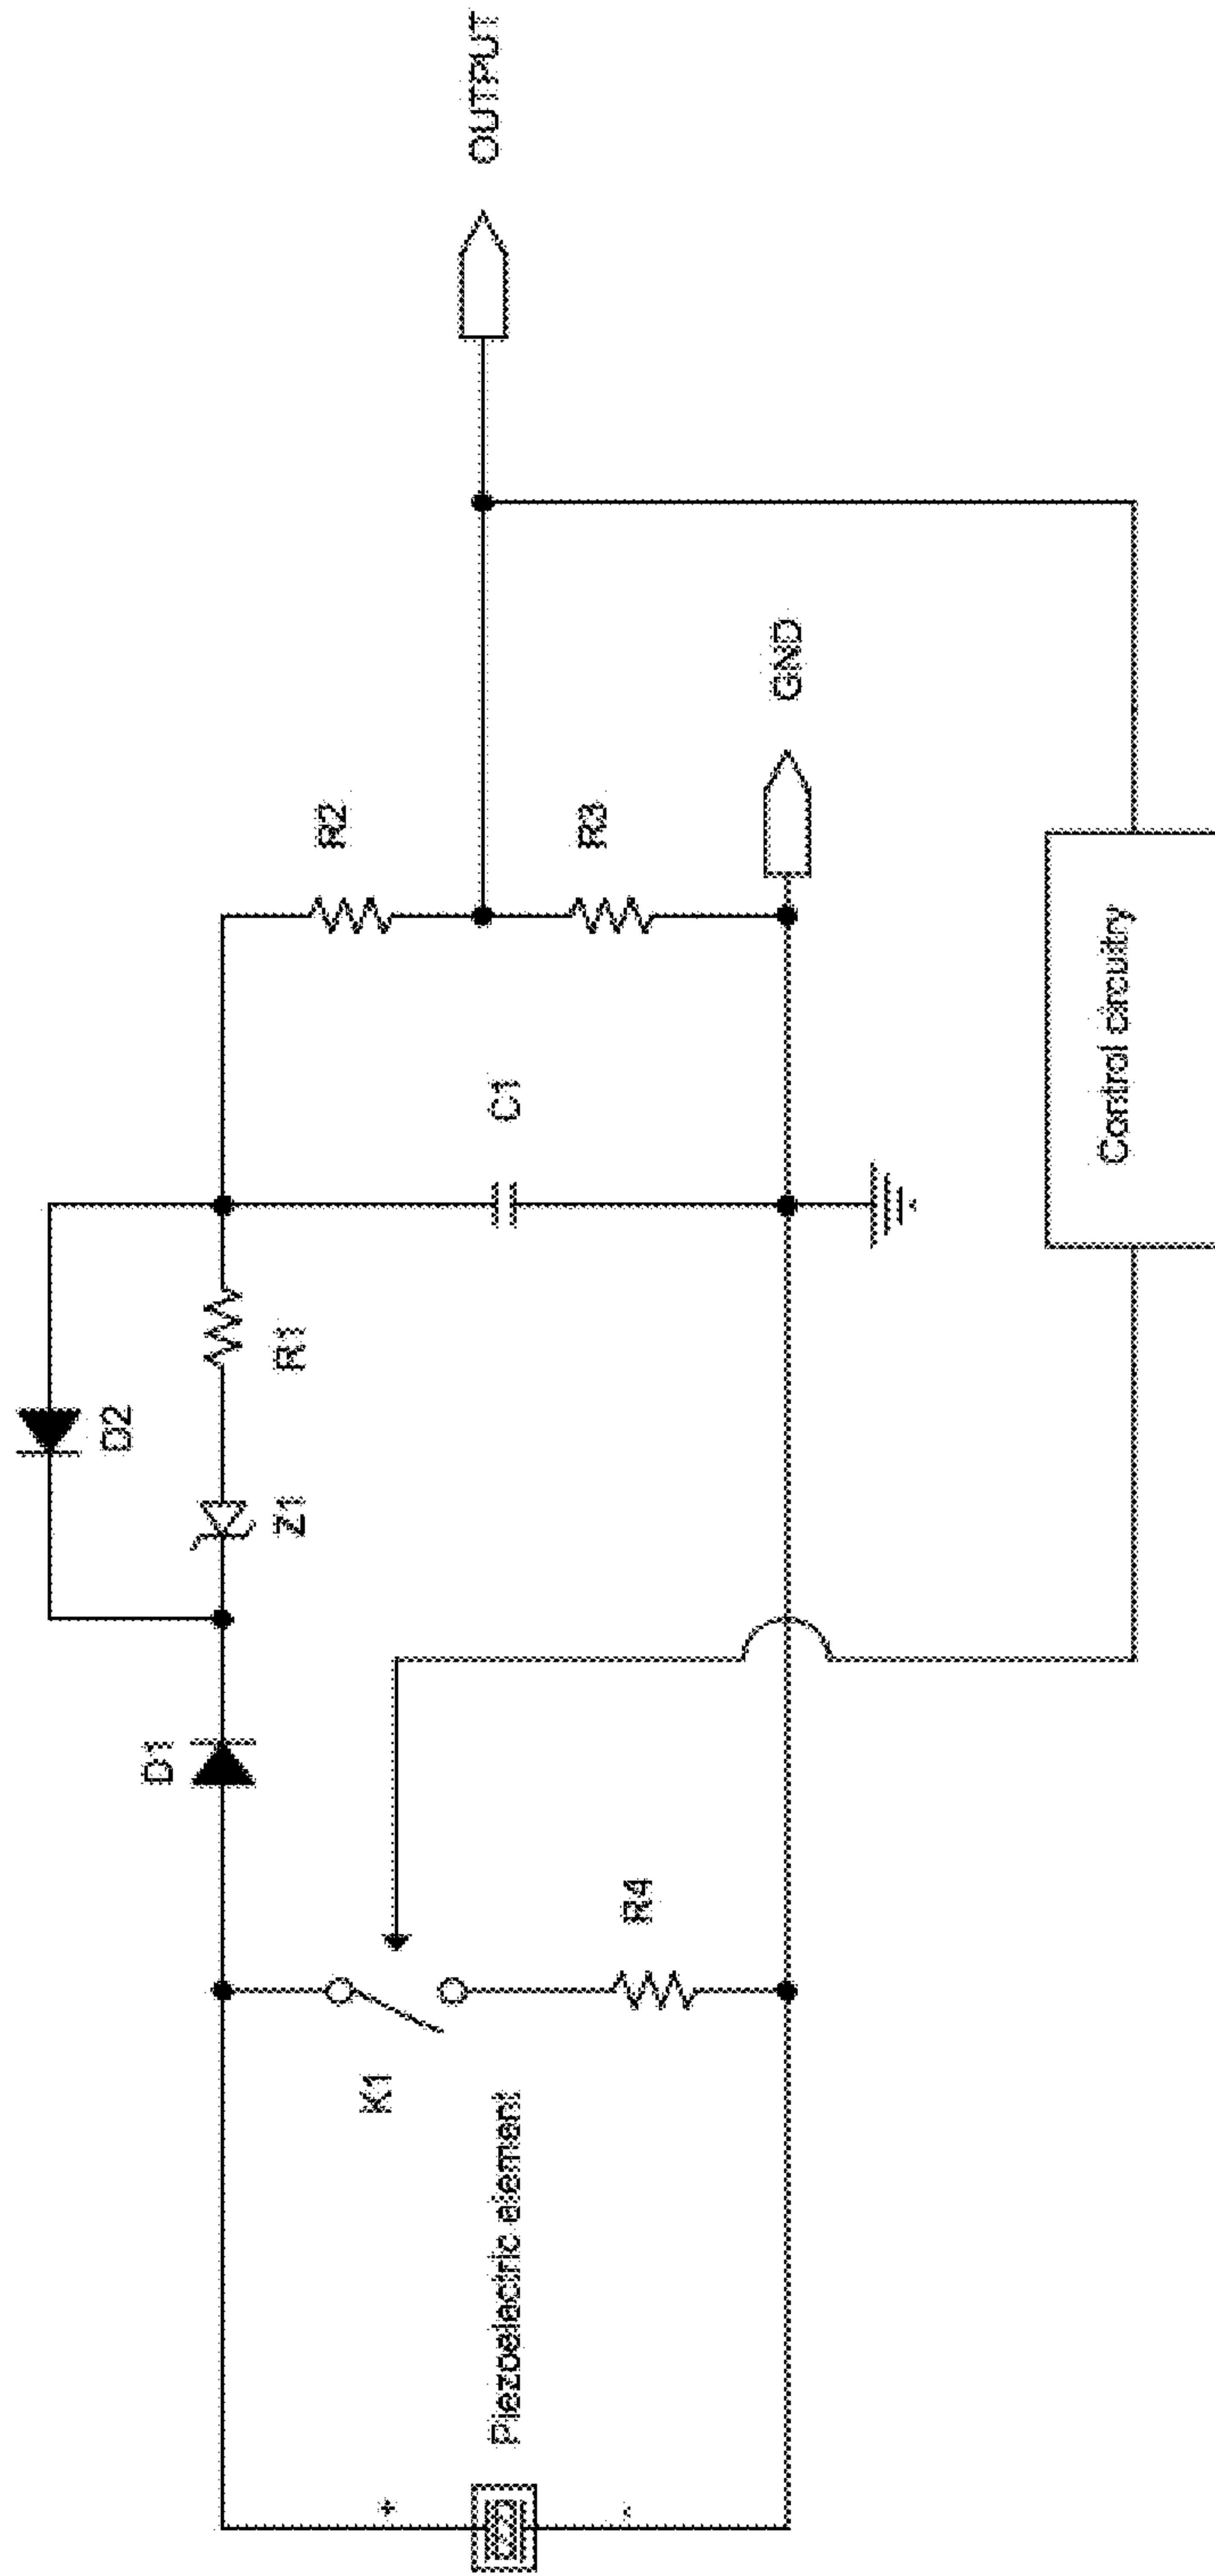 D2
D1
Z1
R1
R2
OUTPUT
K1
R4
C1
R3
GND
+
-
Piezoelectric element
Control circuitry